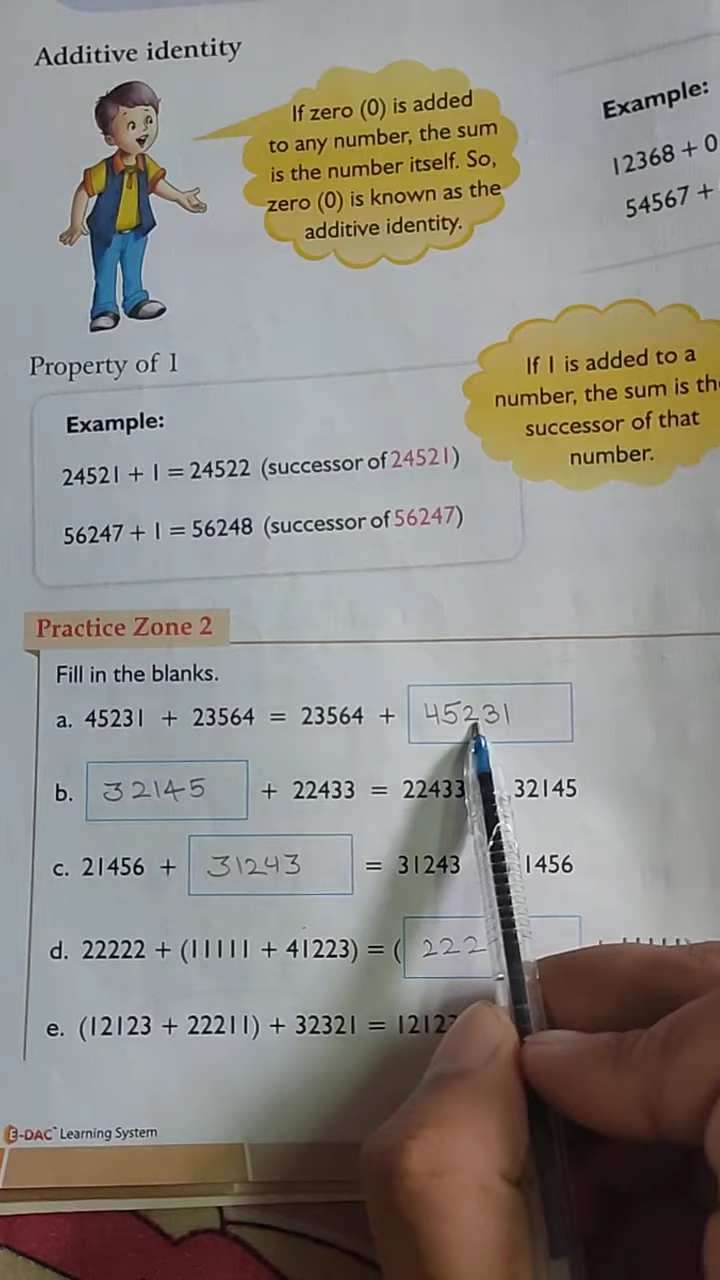 Additive identity
If zero (0) is added
to any number, the sum
is the number itself. So,
zero (0) is known as the
additive identity.
Example:
12368 + 0
54567 +
Property of 1
If 1 is added to a
number, the sum is the
successor of that
number.
Example:
24521 + 1 = 24522 (successor of 24521)
56247 + 1 = 56248 (successor of 56247)
Practice Zone 2
Fill in the blanks.
a. 45231 + 23564 = 23564 + 45231
b. 32145 + 22433 = 22433 32145
c. 21456 + 31243 = 31243 1456
d. 22222 + (11111 + 41223) = ( 222
e. (12123 + 22211) + 32321 = 1212
E-DAC Learning System